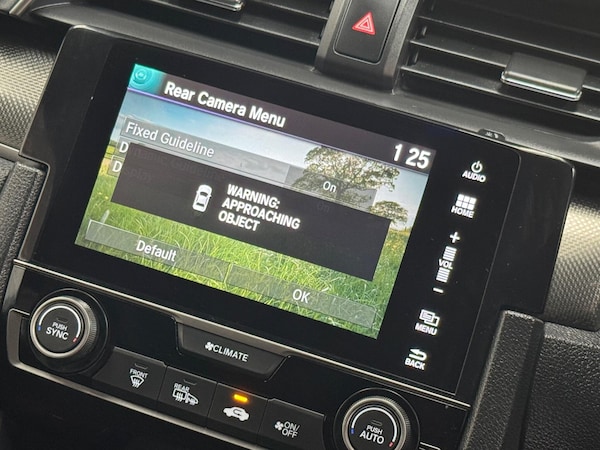 Rear Camera Menu
1 25
Fixed Guideline
On
D
D
WARNING:
APPROACHING
OBJECT
Default
OK
AUDIO
HOME
+
VOL
-
MENU
BACK
PUSH
SYNC
CLIMATE
FRONT
REAR
ON/
OFF
PUSH
AUTO